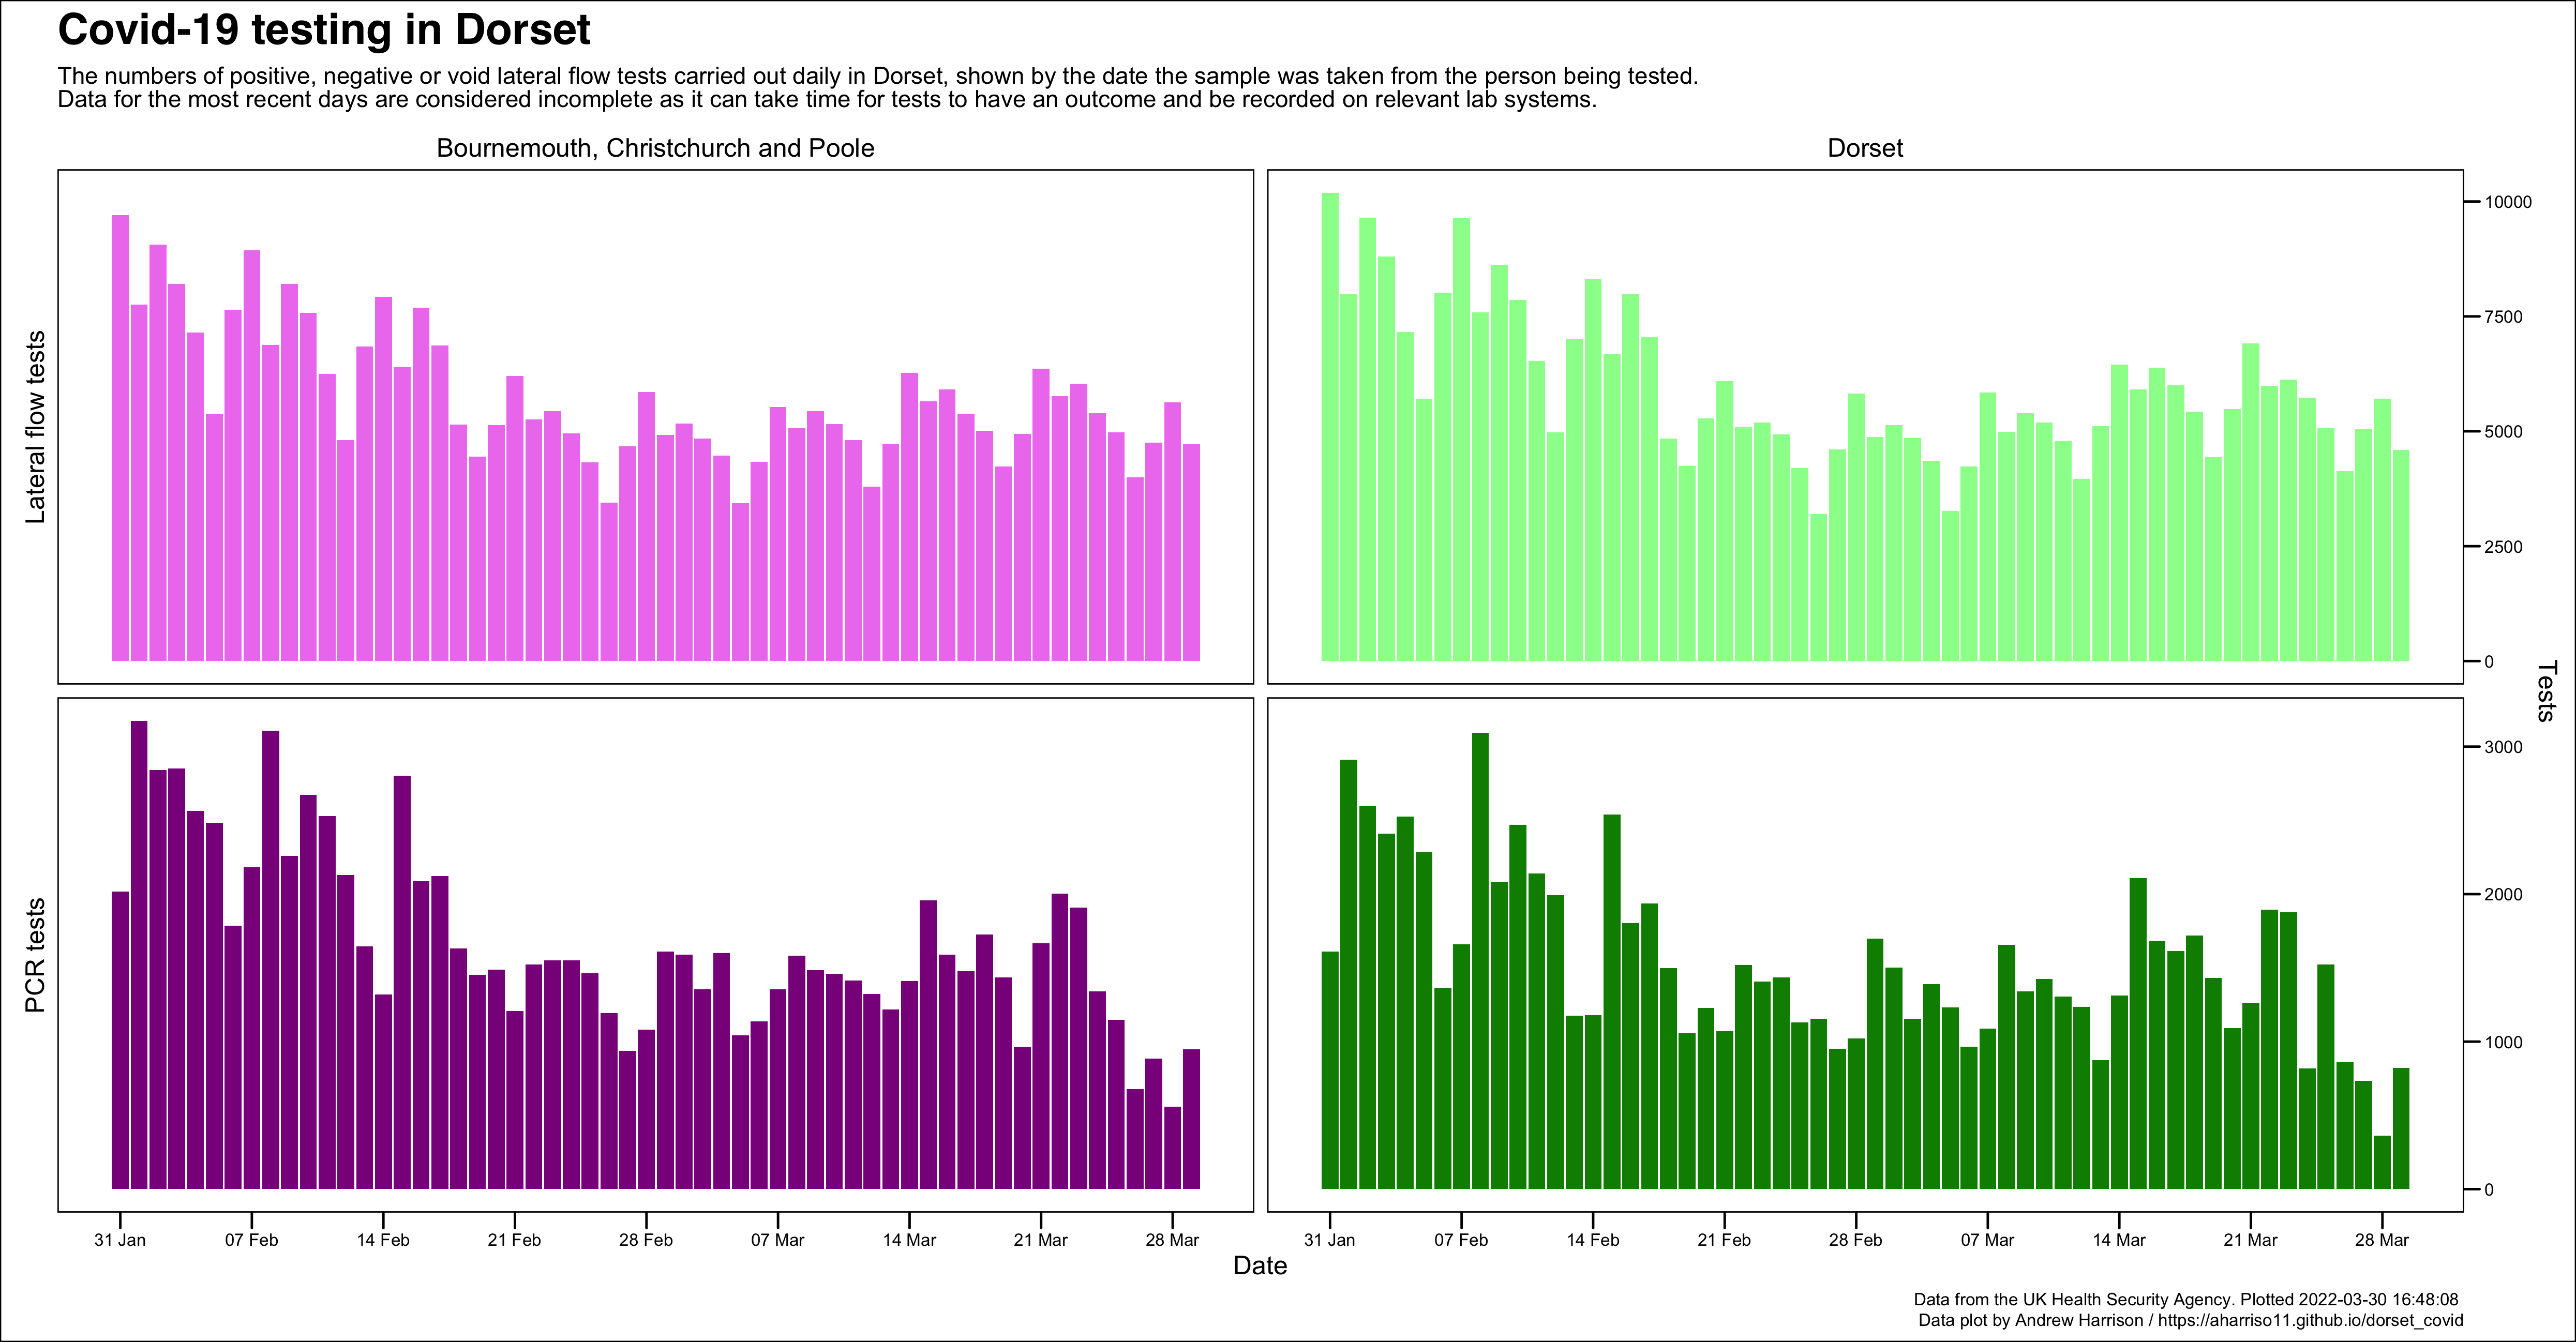 Covid-19 testing in Dorset
The numbers of positive, negative or void lateral flow tests carried out daily in Dorset, shown by the date the sample was taken from the person being tested.
Data for the most recent days are considered incomplete as it can take time for tests to have an outcome and be recorded on relevant lab systems.
Bournemouth, Christchurch and Poole
Dorset
Lateral flow tests
10000
7500
5000
2500
0
Tests
PCR tests
3000
2000
1000
0
31 Jan 07 Feb 14 Feb 21 Feb 28 Feb 07 Mar 14 Mar 21 Mar 28 Mar
31 Jan 07 Feb 14 Feb 21 Feb 28 Feb 07 Mar 14 Mar 21 Mar 28 Mar
Date
Data from the UK Health Security Agency. Plotted 2022-03-30 16:48:08
Data plot by Andrew Harrison / https://aharriso11.github.io/dorset_covid